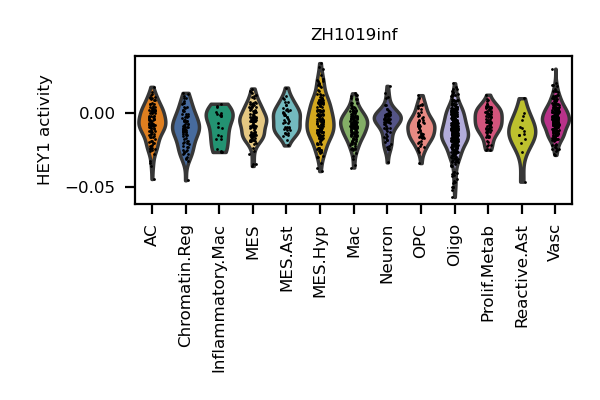 ZH1019inf
HEY1 activity
0.00
−0.05
AC
Chromatin.Reg
Inflammatory.Mac
MES
MES.Ast
MES.Hyp
Mac
Neuron
OPC
Oligo
Prolif.Metab
Reactive.Ast
Vasc